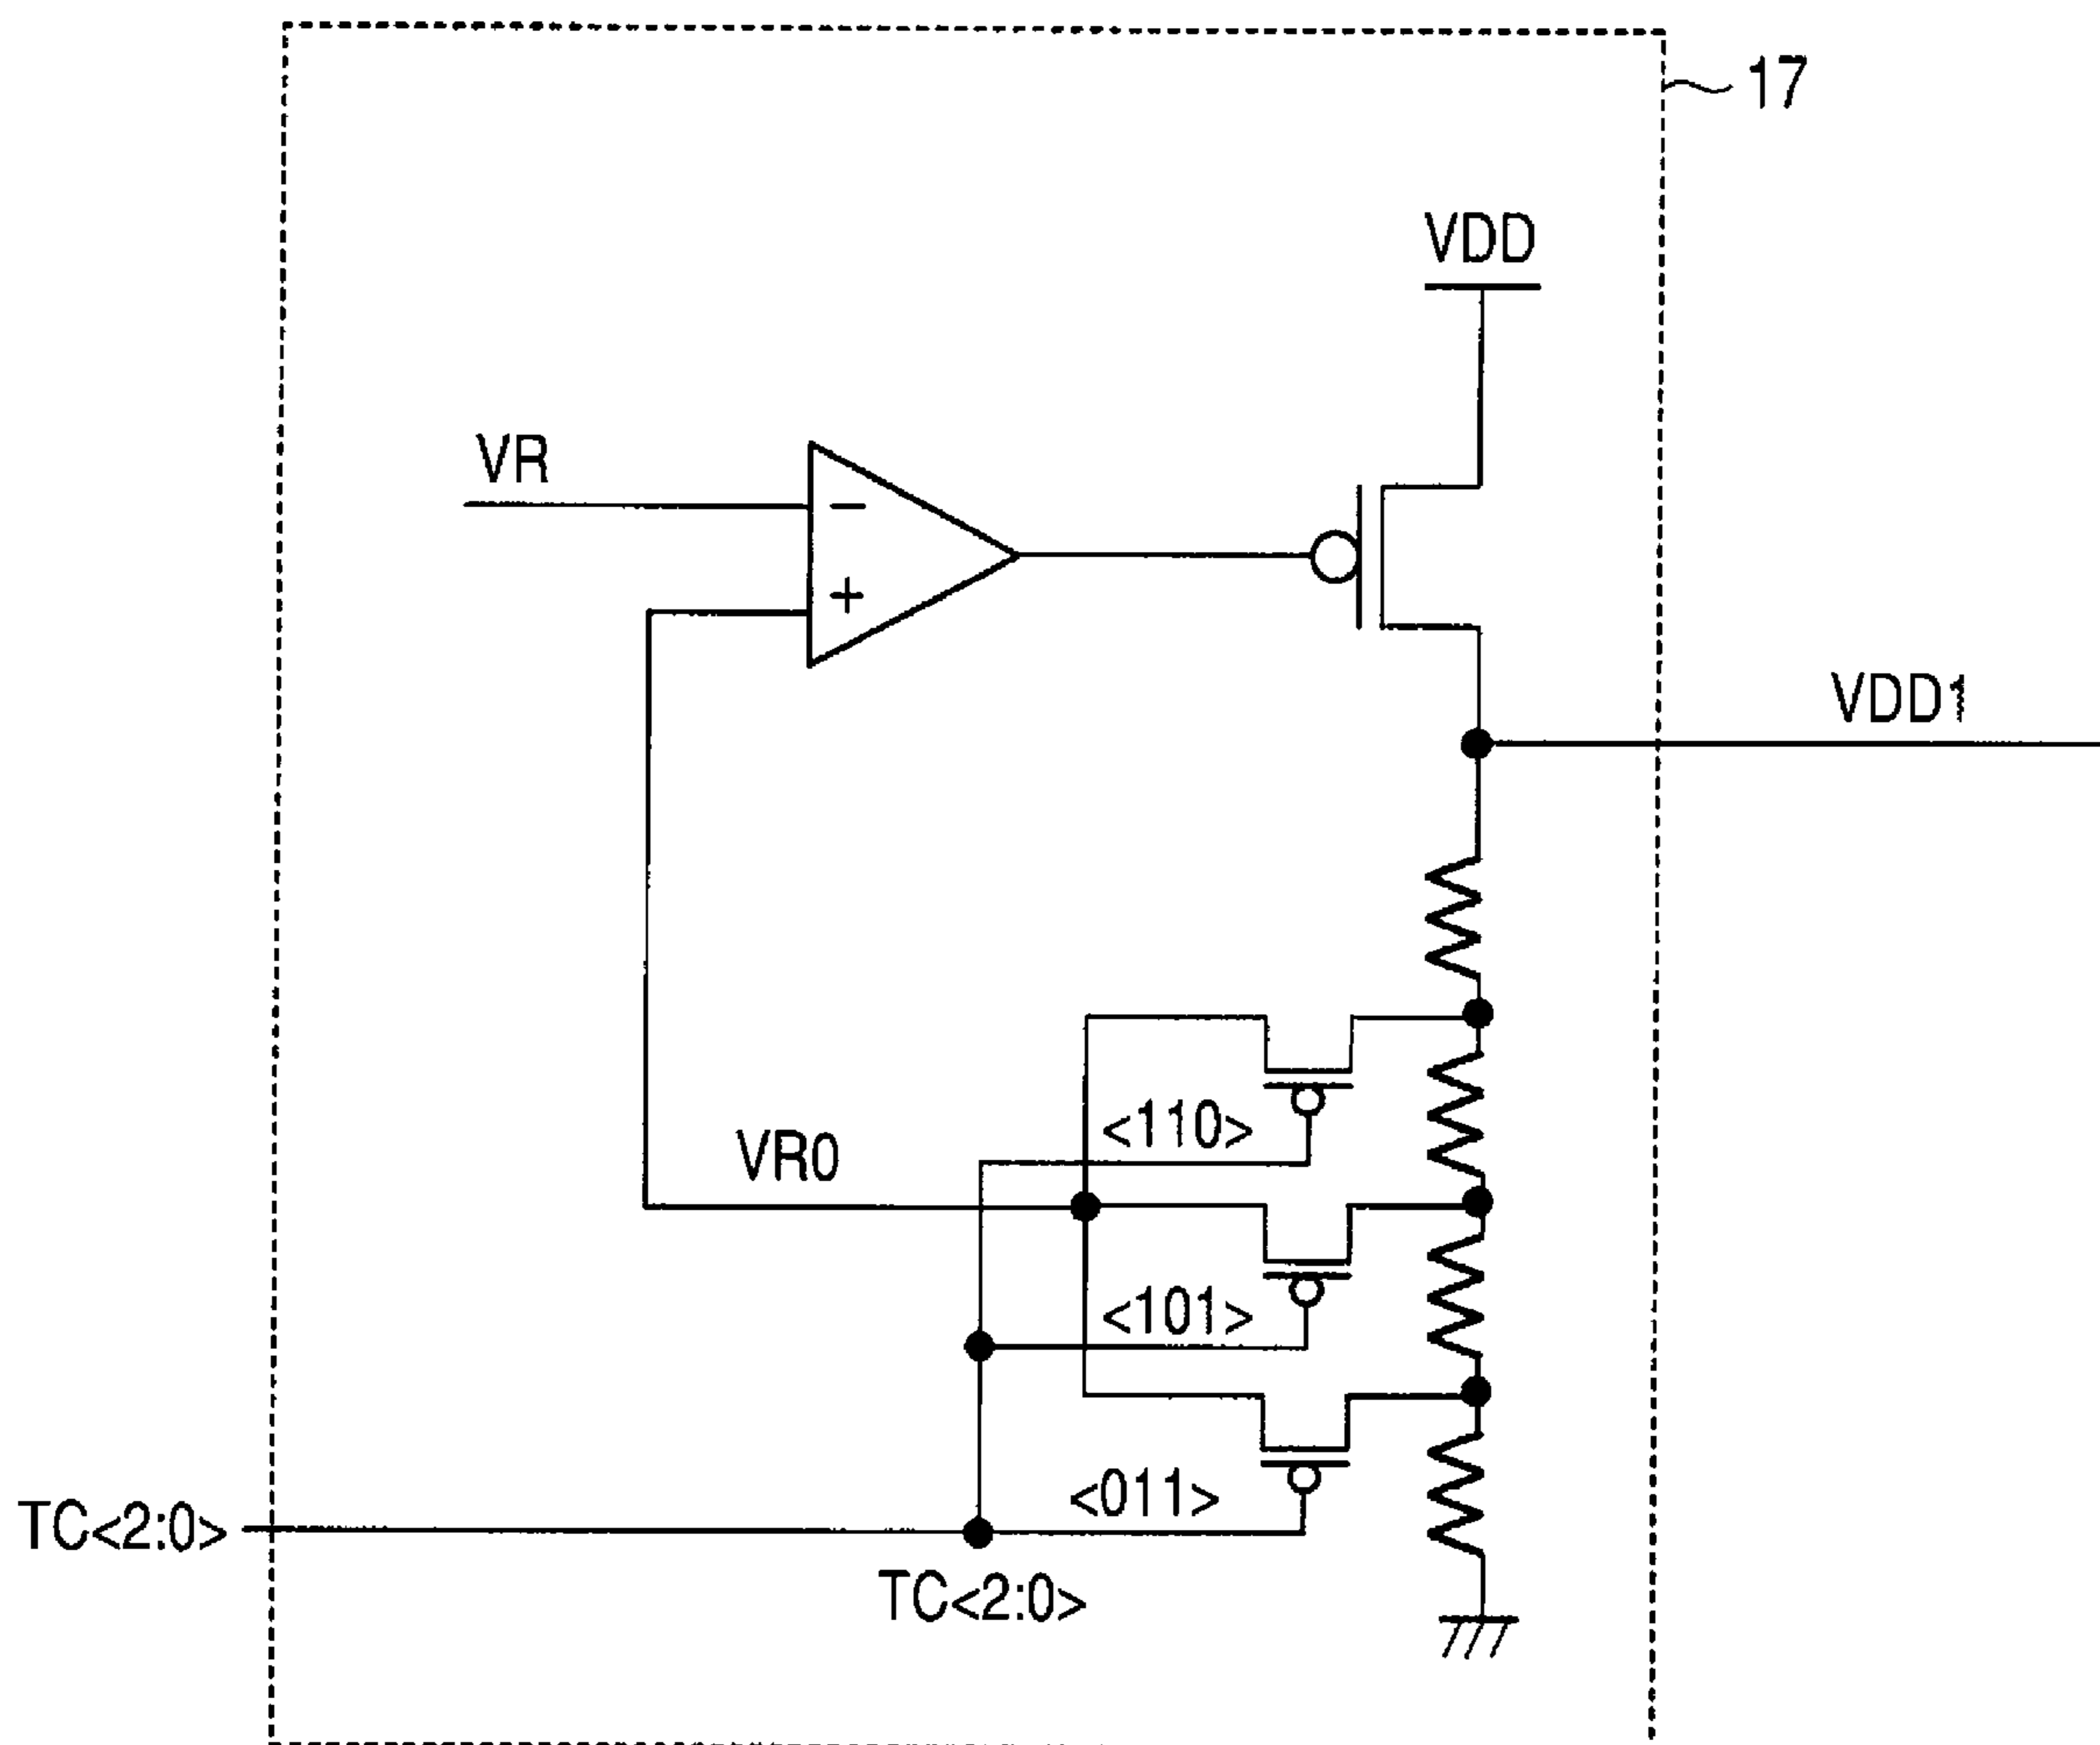 17
VDD
VR
−
+
VDD1
<110>
VR0
<101>
<011>
TC<2:0>
TC<2:0>